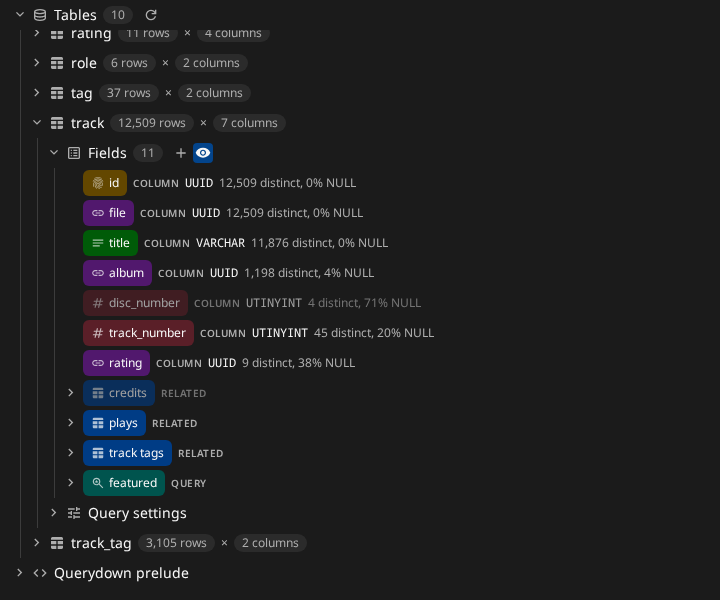 Tables 10
rating 11 rows × 4 columns
role 6 rows × 2 columns
tag 37 rows × 2 columns
track 12,509 rows × 7 columns
Fields 11 +
id COLUMN UUID 12,509 distinct, 0% NULL
file COLUMN UUID 12,509 distinct, 0% NULL
title COLUMN VARCHAR 11,876 distinct, 0% NULL
album COLUMN UUID 1,198 distinct, 4% NULL
# disc_number COLUMN UTINYINT 4 distinct, 71% NULL
# track_number COLUMN UTINYINT 45 distinct, 20% NULL
rating COLUMN UUID 9 distinct, 38% NULL
credits RELATED
plays RELATED
track tags RELATED
featured QUERY
Query settings
track_tag 3,105 rows × 2 columns
<> Querydown prelude